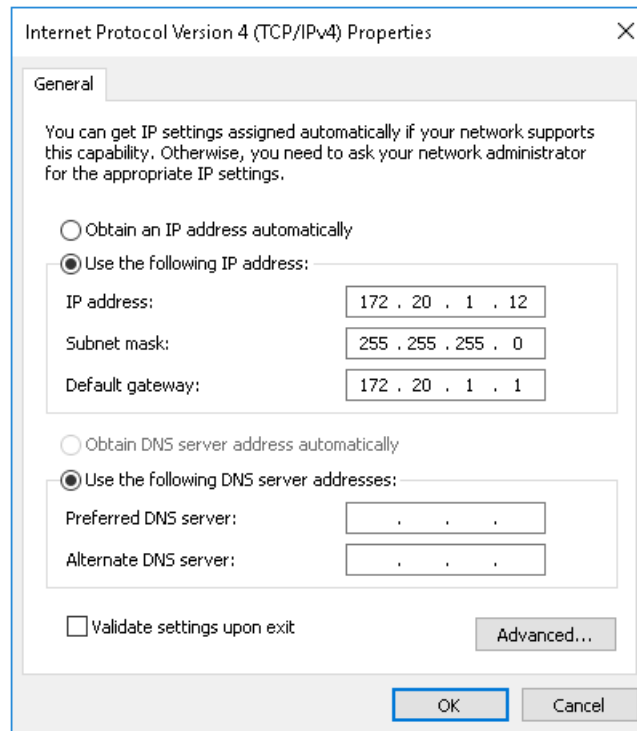 Internet Protocol Version 4 (TCP/IPv4) Properties
General
You can get IP settings assigned automatically if your network supports
this capability. Otherwise, you need to ask your network administrator
for the appropriate IP settings.
Obtain an IP address automatically
Use the following IP address:
IP address: 172 . 20 . 1 . 12
Subnet mask: 255 . 255 . 255 . 0
Default gateway: 172 . 20 . 1 . 1
Obtain DNS server address automatically
Use the following DNS server addresses:
Preferred DNS server: . . .
Alternate DNS server: . . .
Validate settings upon exit
Advanced...
OK Cancel